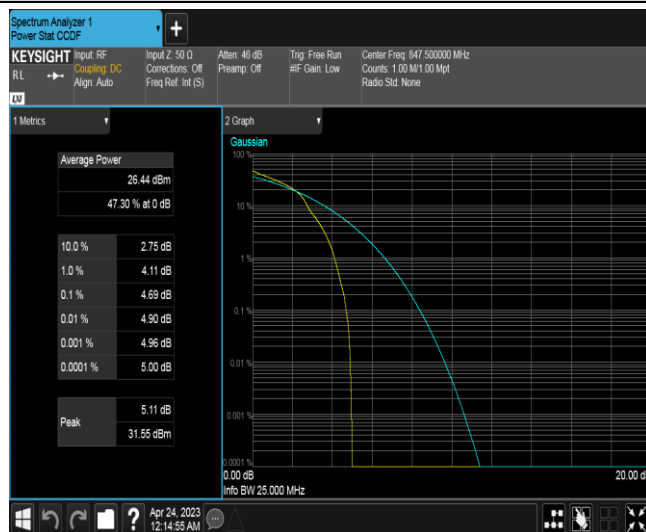 Spectrum Analyzer 1
Power Stat CCDF
+
KEYSIGHT
RL
LXI
Input: RF
Coupling: DC
Align: Auto
Input Z: 50 Ω
Corrections: Off
Freq Ref: Int (S)
Atten: 46 dB
Preamp: Off
Trig: Free Run
#IF Gain: Low
Center Freq: 847.500000 MHz
Counts: 1.00 M/1.00 Mpt
Radio Std: None
1 Metrics
Average Power
26.44 dBm
47.30 % at 0 dB
10.0 % 2.75 dB
1.0 % 4.11 dB
0.1 % 4.69 dB
0.01 % 4.90 dB
0.001 % 4.96 dB
0.0001 % 5.00 dB
Peak
5.11 dB
31.55 dBm
2 Graph
Gaussian
100 %
10 %
1 %
0.1 %
0.01 %
0.001 %
0.0001 %
0.00 dB
20.00 d
Info BW 25.000 MHz
?
Apr 24, 2023
12:14:55 AM